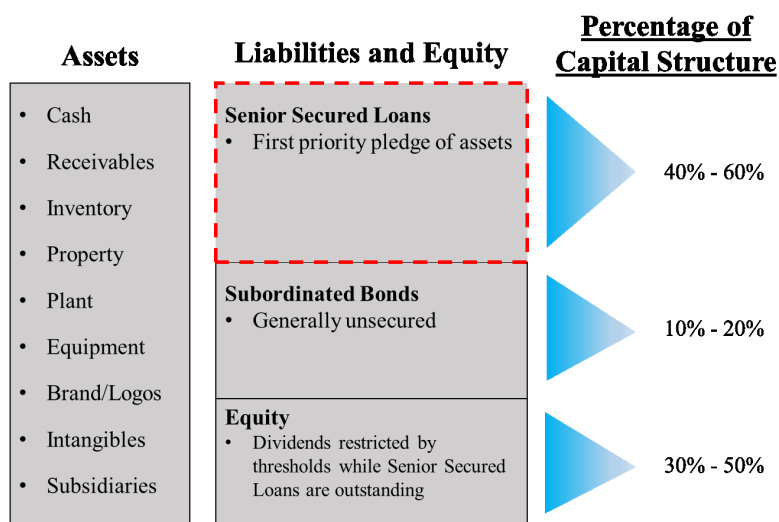 Assets
• Cash
• Receivables
• Inventory
• Property
• Plant
• Equipment
• Brand/Logos
• Intangibles
• Subsidiaries
Liabilities and Equity
Senior Secured Loans
• First priority pledge of assets
Subordinated Bonds
• Generally unsecured
Equity
• Dividends restricted by
thresholds while Senior Secured
Loans are outstanding
Percentage of
Capital Structure
40% - 60%
10% - 20%
30% - 50%